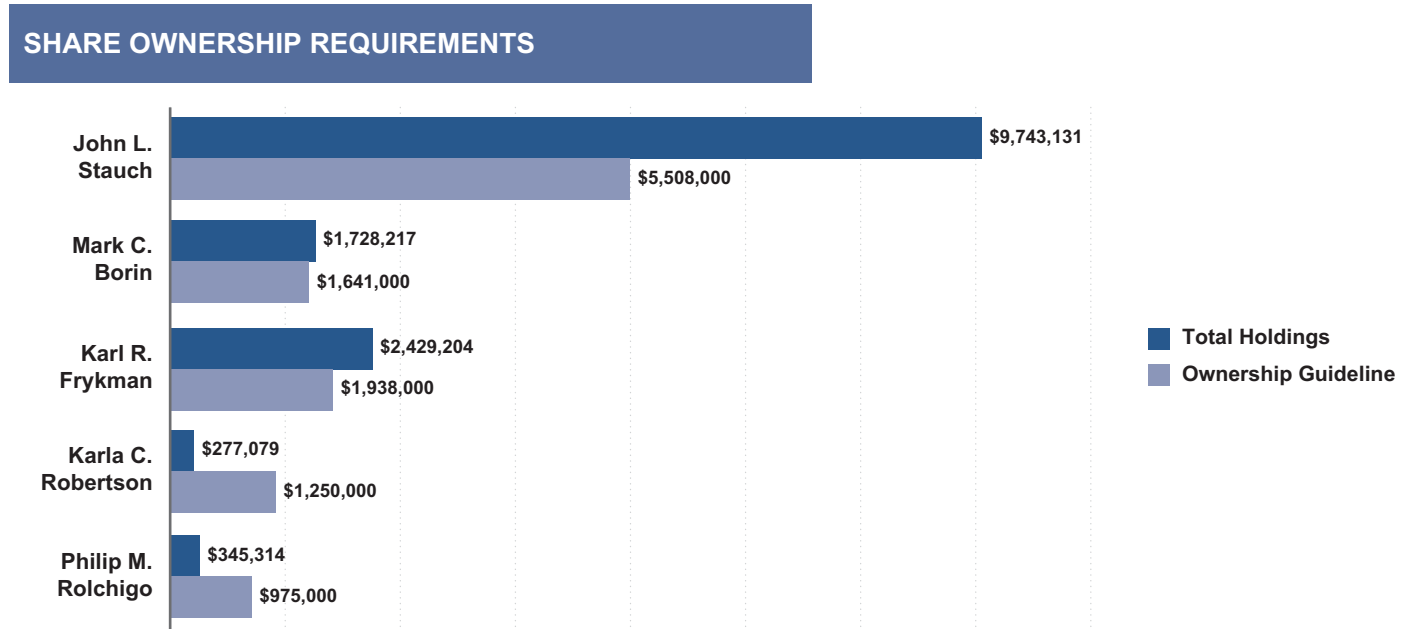 SHARE OWNERSHIP REQUIREMENTS
John L.
Stauch
$9,743,131
$5,508,000
Mark C.
Borin
$1,728,217
$1,641,000
Karl R.
Frykman
$2,429,204
$1,938,000
Karla C.
Robertson
$277,079
$1,250,000
Philip M.
Rolchigo
$345,314
$975,000
Total Holdings
Ownership Guideline